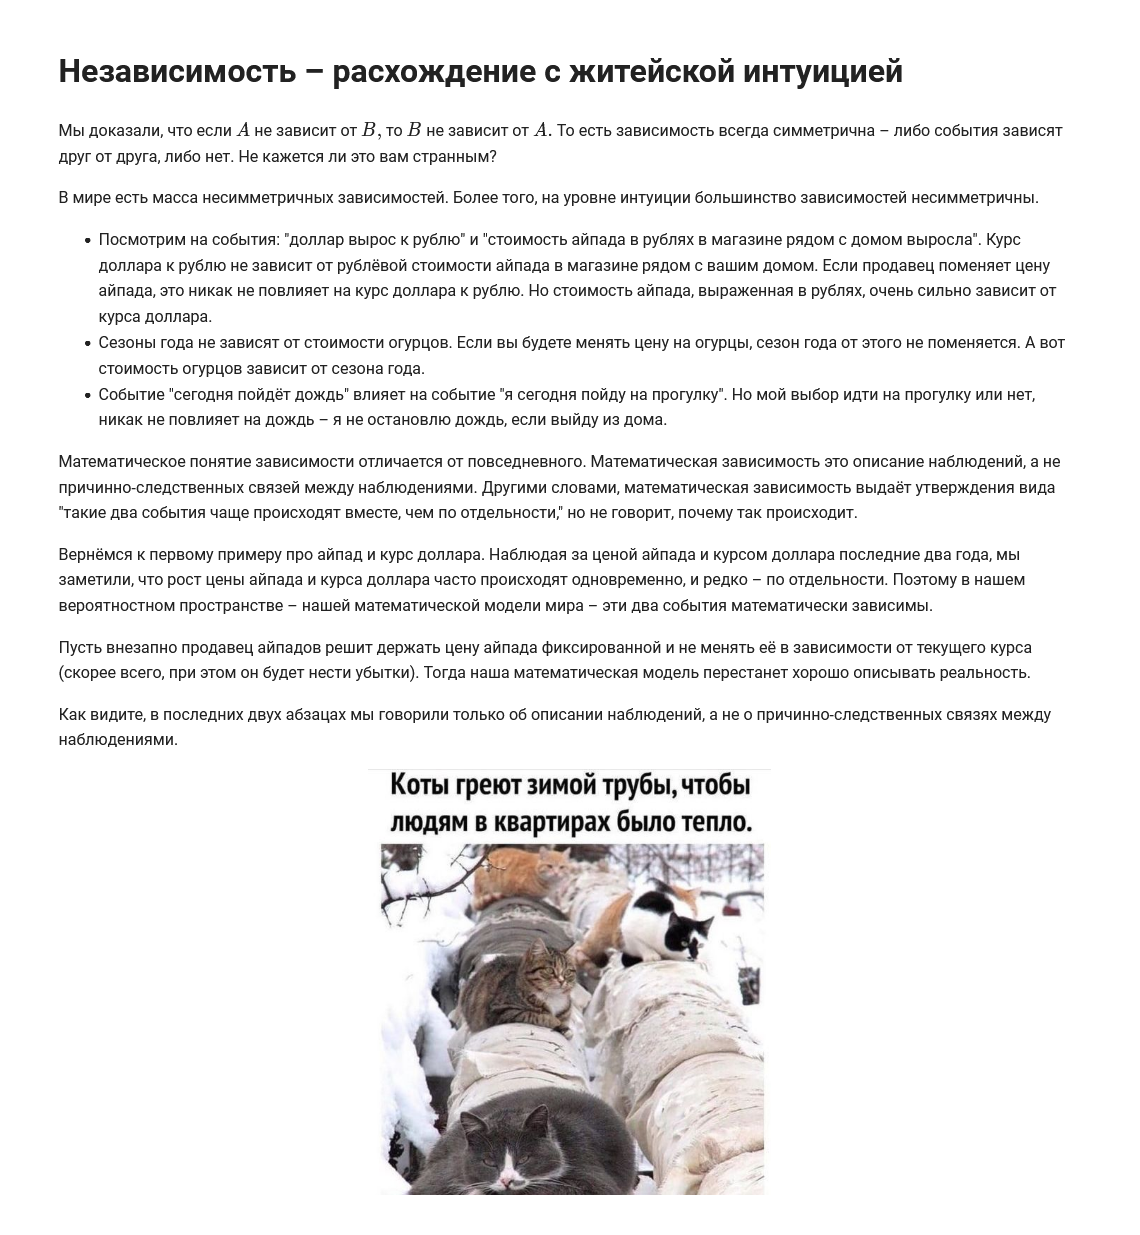 Независимость – расхождение с житейской интуицией
Мы доказали, что если A не зависит от B, то B не зависит от A. То есть зависимость всегда симметрична – либо события зависят
друг от друга, либо нет. Не кажется ли это вам странным?
В мире есть масса несимметричных зависимостей. Более того, на уровне интуиции большинство зависимостей несимметричны.
• Посмотрим на события: "доллар вырос к рублю" и "стоимость айпада в рублях в магазине рядом с домом выросла". Курс
доллара к рублю не зависит от рублёвой стоимости айпада в магазине рядом с вашим домом. Если продавец поменяет цену
айпада, это никак не повлияет на курс доллара к рублю. Но стоимость айпада, выраженная в рублях, очень сильно зависит от
курса доллара.
• Сезоны года не зависят от стоимости огурцов. Если вы будете менять цену на огурцы, сезон года от этого не поменяется. А вот
стоимость огурцов зависит от сезона года.
• Событие "сегодня пойдёт дождь" влияет на событие "я сегодня пойду на прогулку". Но мой выбор идти на прогулку или нет,
никак не повлияет на дождь – я не остановлю дождь, если выйду из дома.
Математическое понятие зависимости отличается от повседневного. Математическая зависимость это описание наблюдений, а не
причинно-следственных связей между наблюдениями. Другими словами, математическая зависимость выдаёт утверждения вида
"такие два события чаще происходят вместе, чем по отдельности," но не говорит, почему так происходит.
Вернёмся к первому примеру про айпад и курс доллара. Наблюдая за ценой айпада и курсом доллара последние два года, мы
заметили, что рост цены айпада и курса доллара часто происходят одновременно, и редко – по отдельности. Поэтому в нашем
вероятностном пространстве – нашей математической модели мира – эти два события математически зависимы.
Пусть внезапно продавец айпадов решит держать цену айпада фиксированной и не менять её в зависимости от текущего курса
(скорее всего, при этом он будет нести убытки). Тогда наша математическая модель перестанет хорошо описывать реальность.
Как видите, в последних двух абзацах мы говорили только об описании наблюдений, а не о причинно-следственных связях между
наблюдениями.
Коты греют зимой трубы, чтобы
людям в квартирах было тепло.